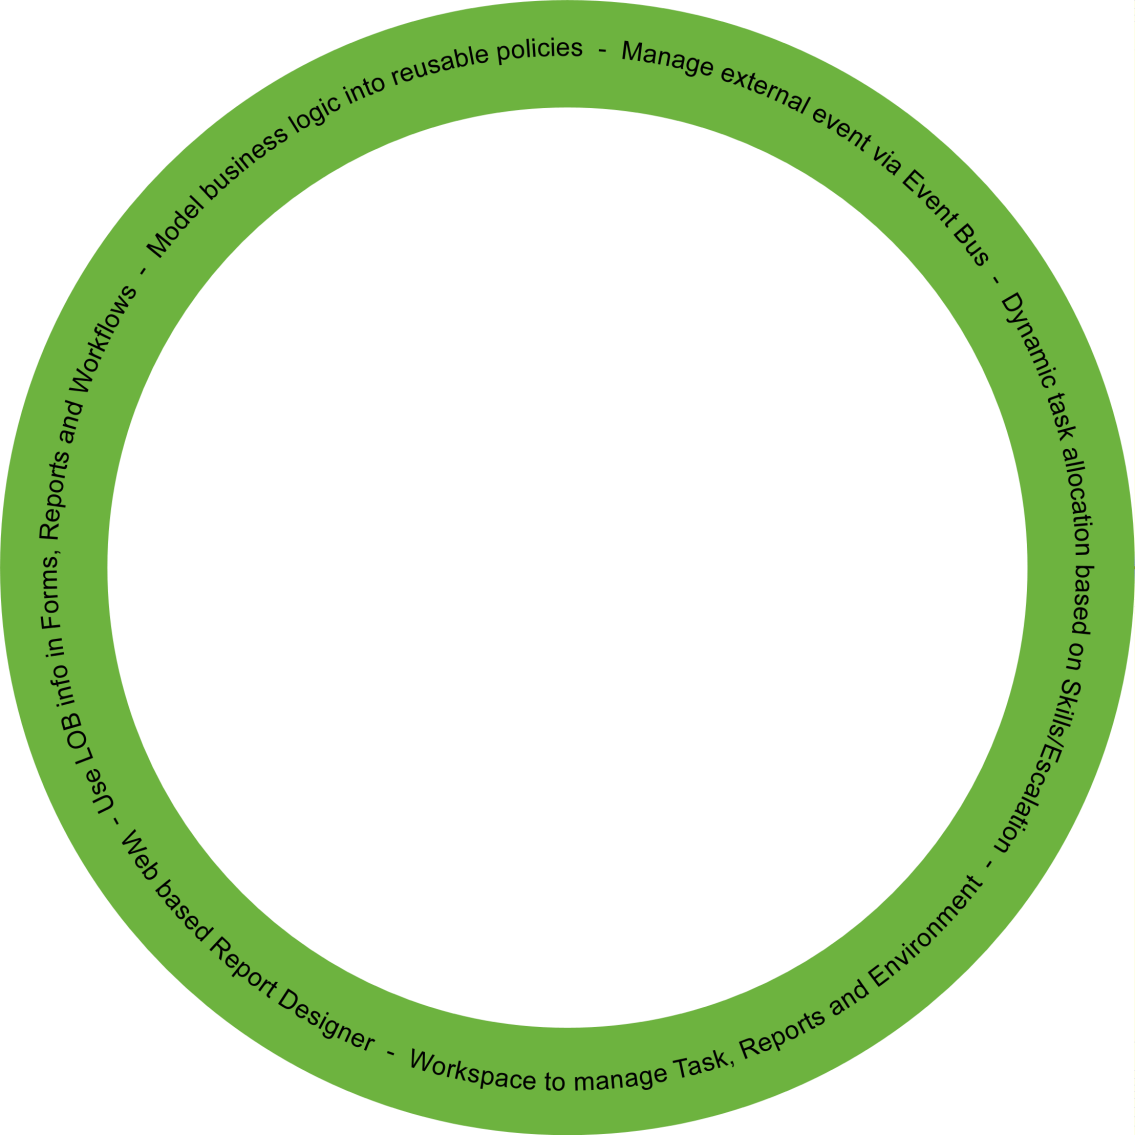 Model business logic into reusable policies - Manage external event via Event Bus - Dynamic task allocation based on Skills/Escalation -
Web based Report Designer - Workspace to manage Task, Reports and Environment -
Use LOB info in Forms, Reports and Workflows -